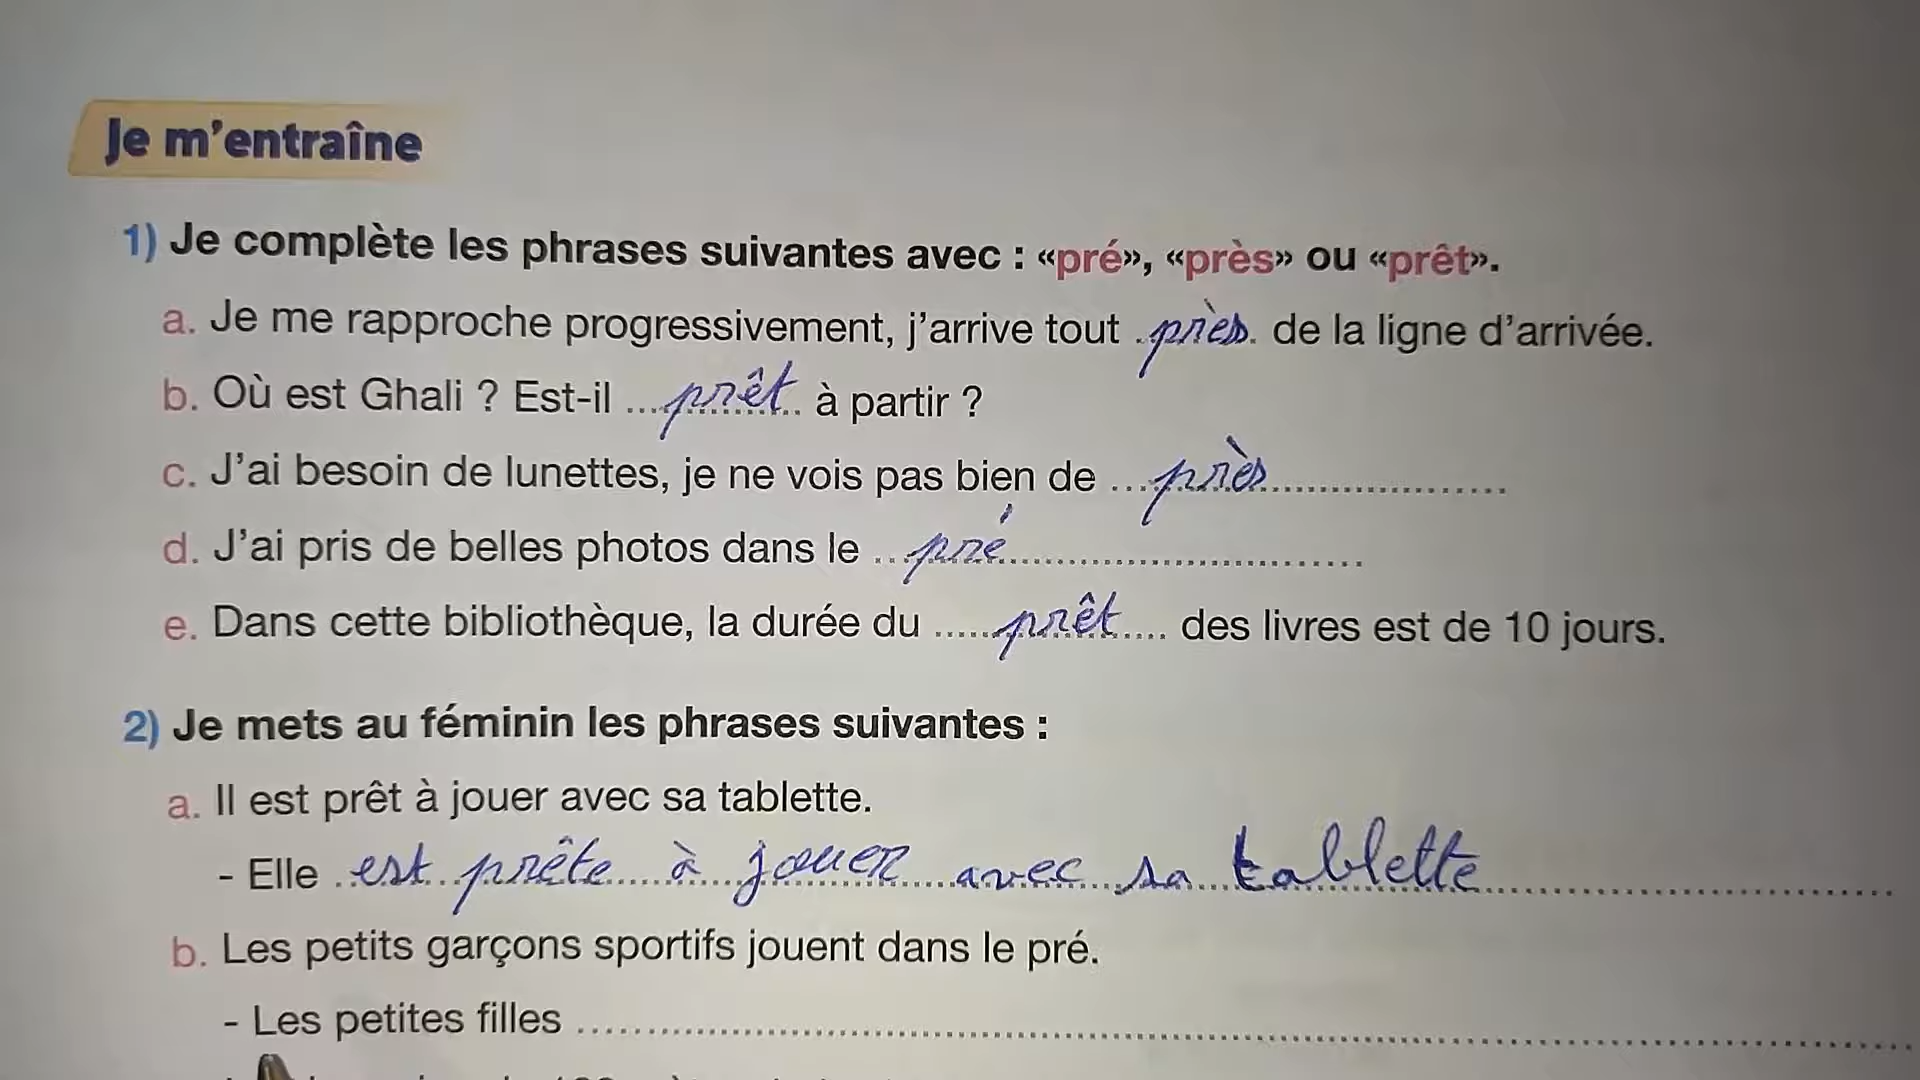 Je m'entraîne
1) Je complète les phrases suivantes avec : «pré», «près» ou «prêt».
a. Je me rapproche progressivement, j'arrive tout .près. de la ligne d'arrivée.
b. Où est Ghali ? Est-il ...prêt.. à partir ?
c. J'ai besoin de lunettes, je ne vois pas bien de ...près......................
d. J'ai pris de belles photos dans le ..pré..............................
e. Dans cette bibliothèque, la durée du .....prêt.... des livres est de 10 jours.
2) Je mets au féminin les phrases suivantes :
a. Il est prêt à jouer avec sa tablette.
- Elle ..est..prête.....à....jouer.....avec...sa....tablette..............................
b. Les petits garçons sportifs jouent dans le pré.
- Les petites filles ..........................................................................